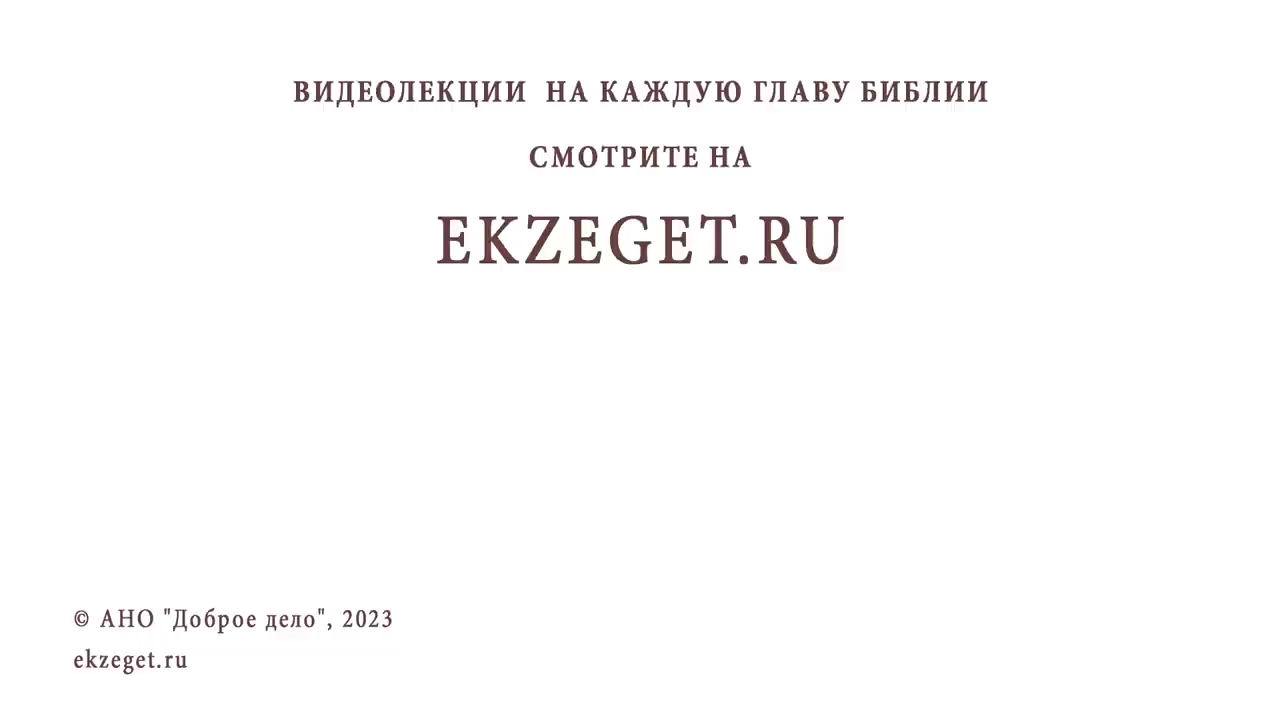 ВИДЕОЛЕКЦИИ НА КАЖДУЮ ГЛАВУ БИБЛИИ
СМОТРИТЕ НА
EKZEGET.RU
© АНО "Доброе дело", 2023
ekzeget.ru